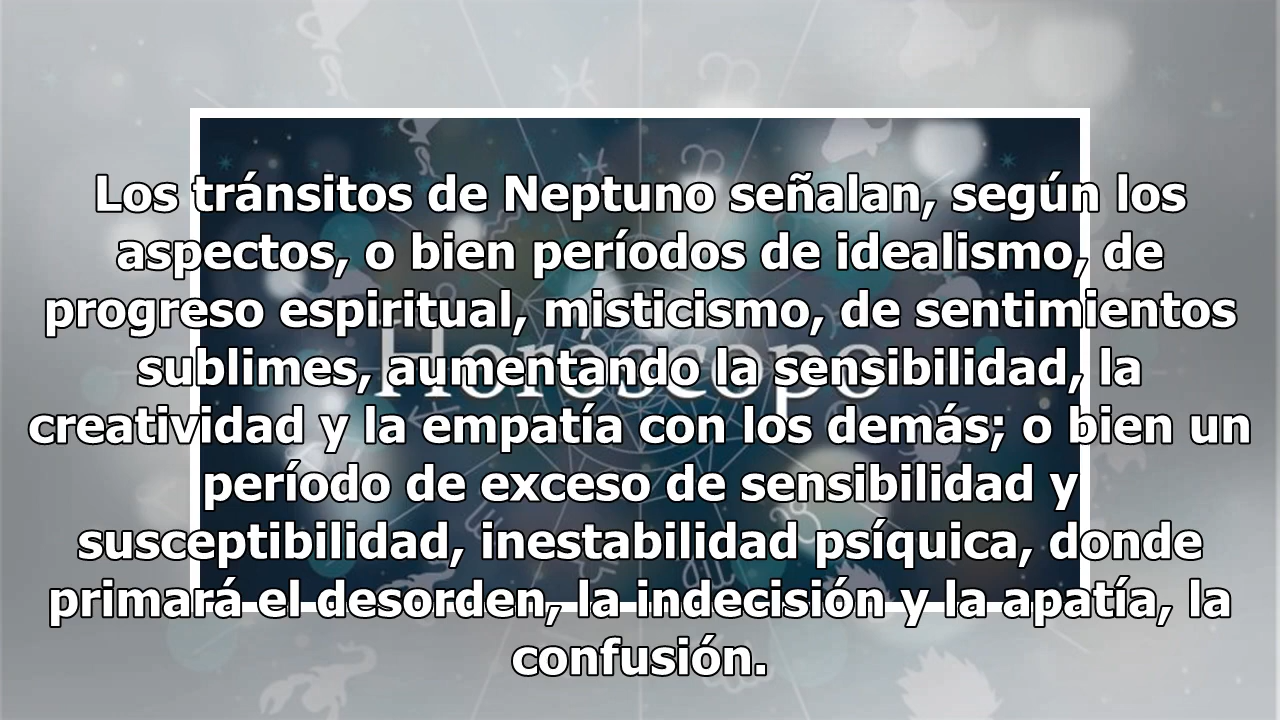 Los tránsitos de Neptuno señalan, según los
aspectos, o bien períodos de idealismo, de
progreso espiritual, misticismo, de sentimientos
sublimes, aumentando la sensibilidad, la
Horóscopo
creatividad y la empatía con los demás; o bien un
período de exceso de sensibilidad y
susceptibilidad, inestabilidad psíquica, donde
primará el desorden, la indecisión y la apatía, la
confusión.